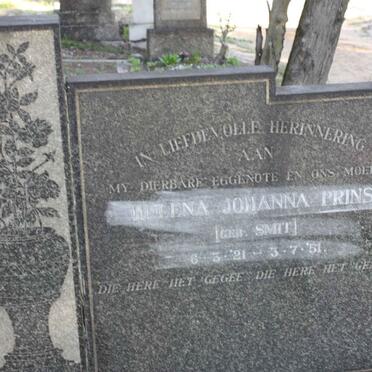 IN LIEFDEVOLLE HERINNERING
AAN
MY DIERBARE EGGENOTE EN ONS MOE
HELENA JOHANNA PRINS
[GEB. SMIT]
6-3-'21 – 3-7-'51
DIE HERE HET GEGEE DIE HERE HET GE